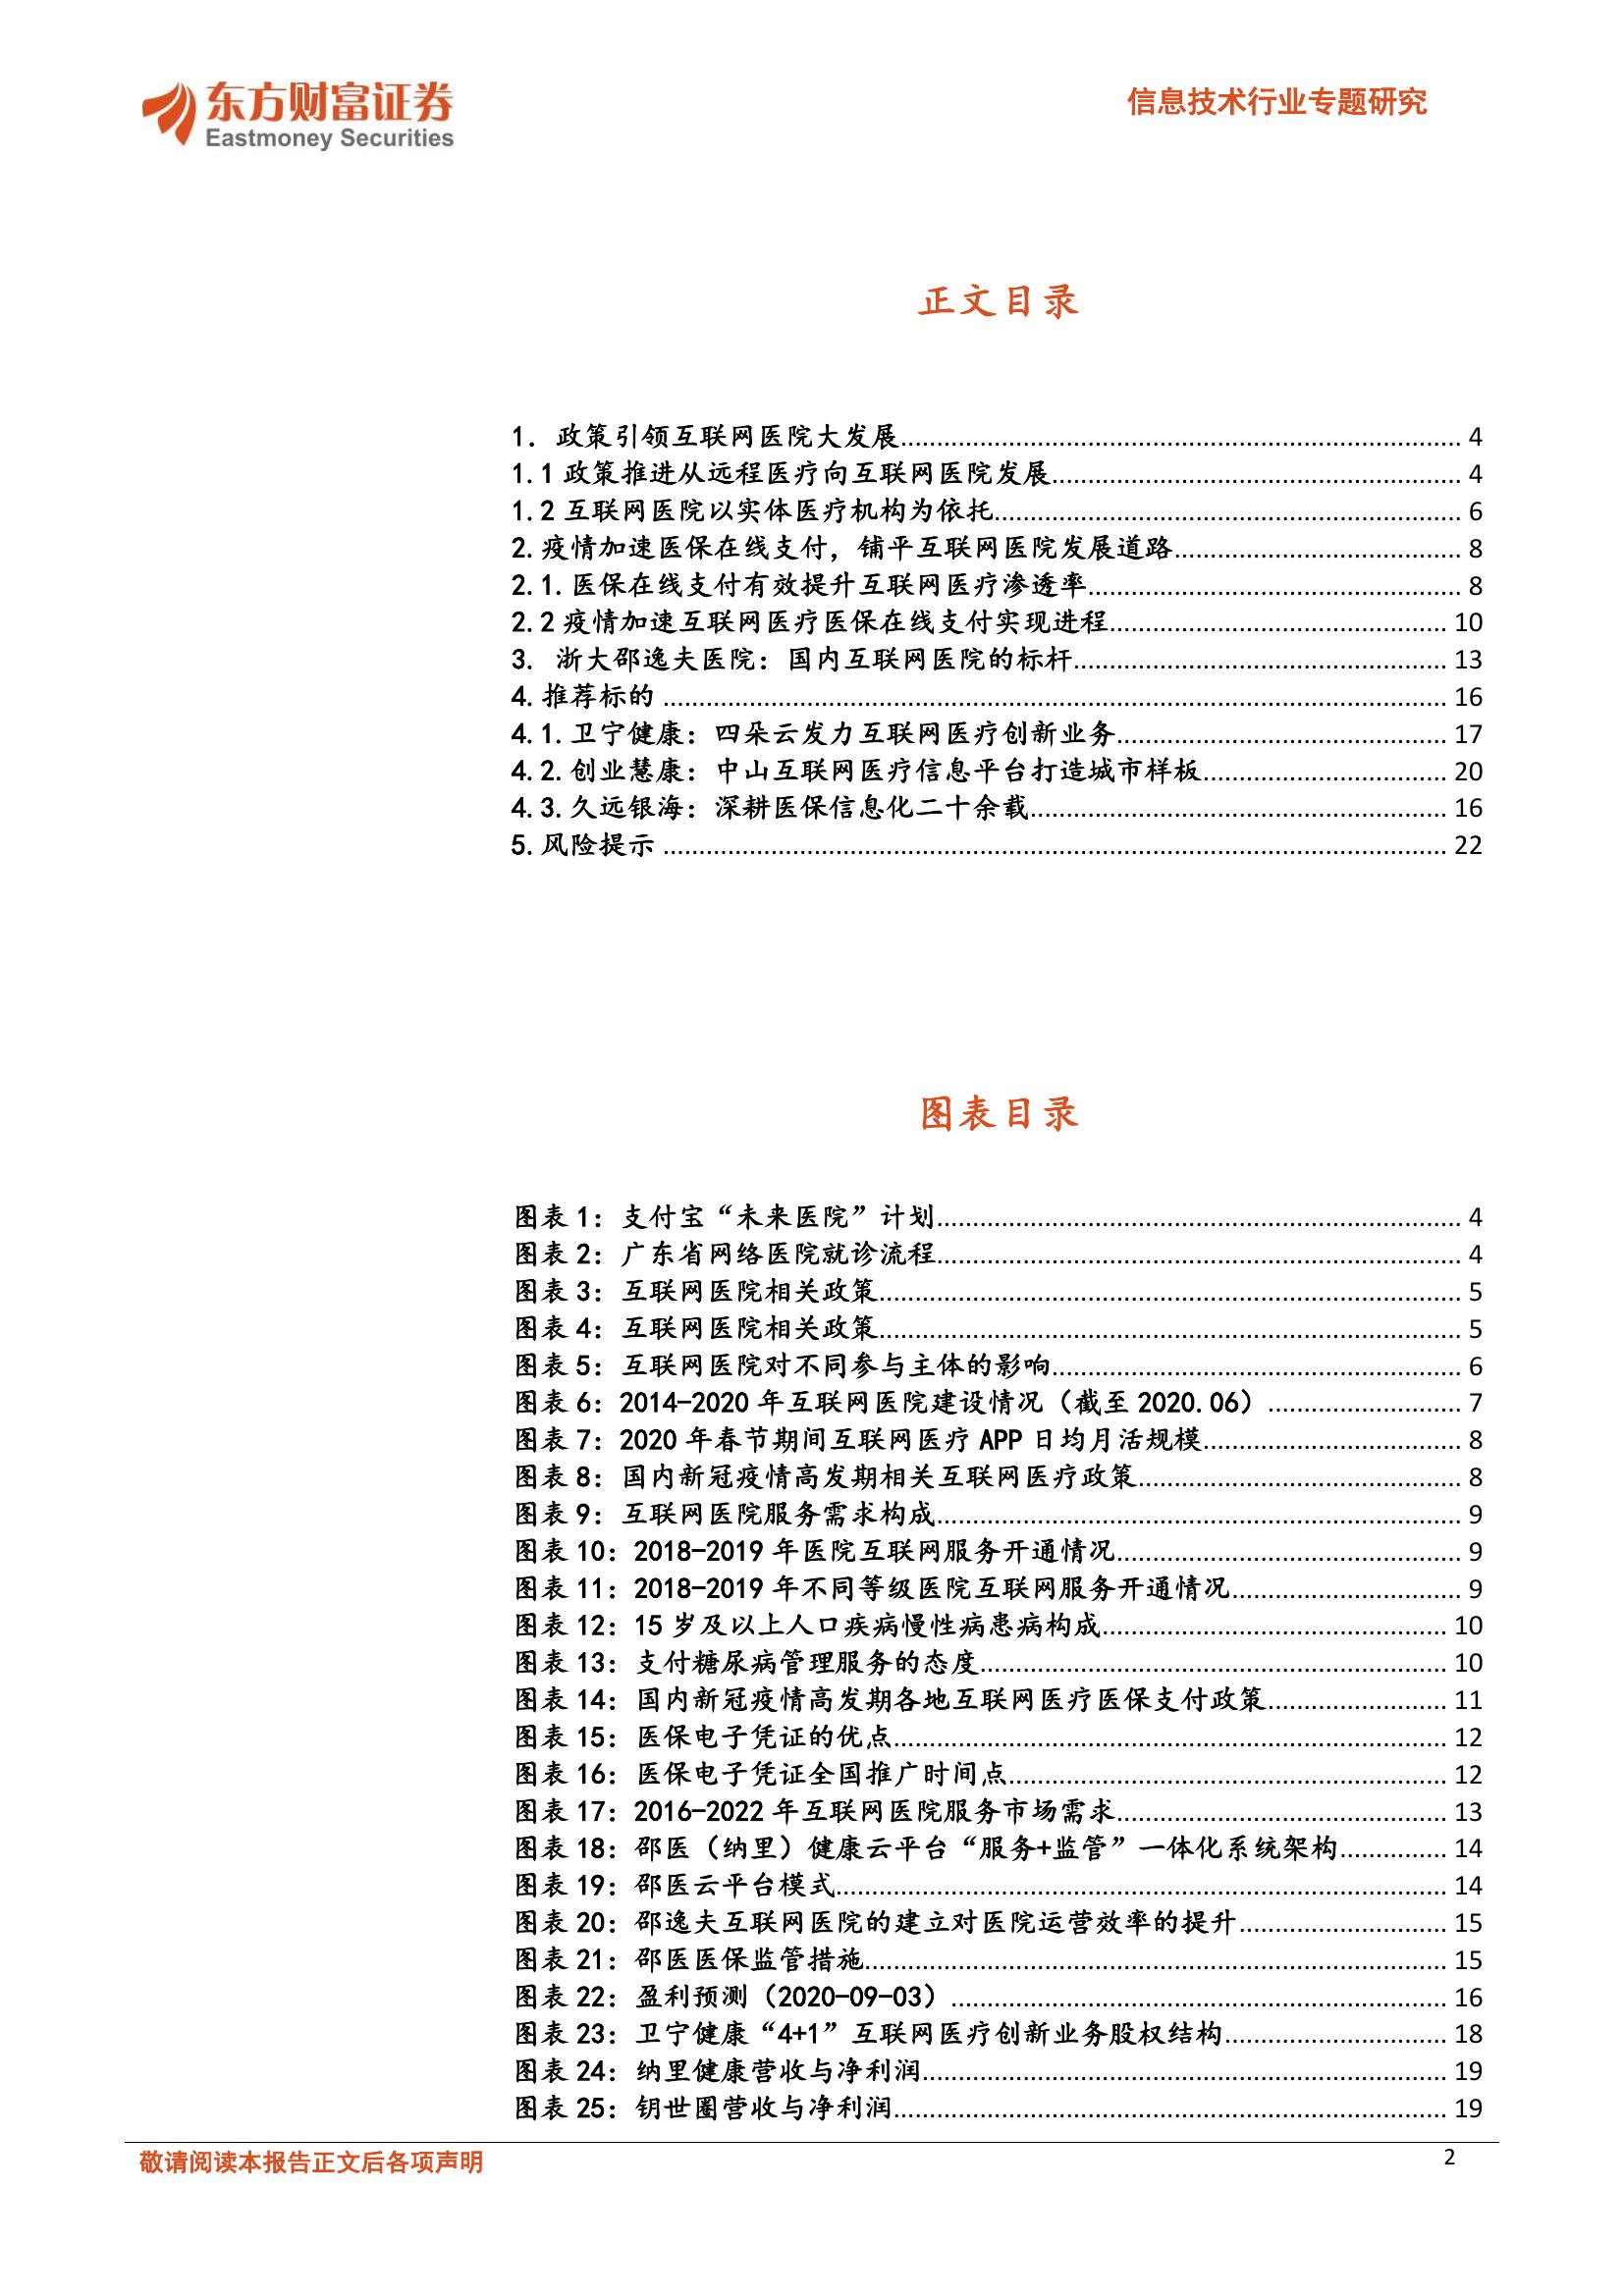 东方财富证券
Eastmoney Securities
信息技术行业专题研究
正文目录
1. 政策引领互联网医院大发展 4
1.1 政策推进从远程医疗向互联网医院发展 4
1.2 互联网医院以实体医疗机构为依托 6
2.疫情加速医保在线支付，铺平互联网医院发展道路 8
2.1.医保在线支付有效提升互联网医疗渗透率 8
2.2 疫情加速互联网医疗医保在线支付实现进程 10
3. 浙大邵逸夫医院：国内互联网医院的标杆 13
4.推荐标的 16
4.1.卫宁健康：四朵云发力互联网医疗创新业务 17
4.2.创业慧康：中山互联网医疗信息平台打造城市样板 20
4.3.久远银海：深耕医保信息化二十余载 16
5.风险提示 22
图表目录
图表 1：支付宝“未来医院”计划 4
图表 2：广东省网络医院就诊流程 4
图表 3：互联网医院相关政策 5
图表 4：互联网医院相关政策 5
图表 5：互联网医院对不同参与主体的影响 6
图表 6：2014-2020 年互联网医院建设情况（截至 2020.06） 7
图表 7：2020 年春节期间互联网医疗 APP 日均月活规模 8
图表 8：国内新冠疫情高发期相关互联网医疗政策 8
图表 9：互联网医院服务需求构成 9
图表 10：2018-2019 年医院互联网服务开通情况 9
图表 11：2018-2019 年不同等级医院互联网服务开通情况 9
图表 12：15 岁及以上人口疾病慢性病患病构成 10
图表 13：支付糖尿病管理服务的态度 10
图表 14：国内新冠疫情高发期各地互联网医疗医保支付政策 11
图表 15：医保电子凭证的优点 12
图表 16：医保电子凭证全国推广时间点 12
图表 17：2016-2022 年互联网医院服务市场需求 13
图表 18：邵医（纳里）健康云平台“服务+监管”一体化系统架构 14
图表 19：邵医云平台模式 14
图表 20：邵逸夫互联网医院的建立对医院运营效率的提升 15
图表 21：邵医医保监管措施 15
图表 22：盈利预测（2020-09-03） 16
图表 23：卫宁健康“4+1”互联网医疗创新业务股权结构 18
图表 24：纳里健康营收与净利润 19
图表 25：钥世圈营收与净利润 19
敬请阅读本报告正文后各项声明
2